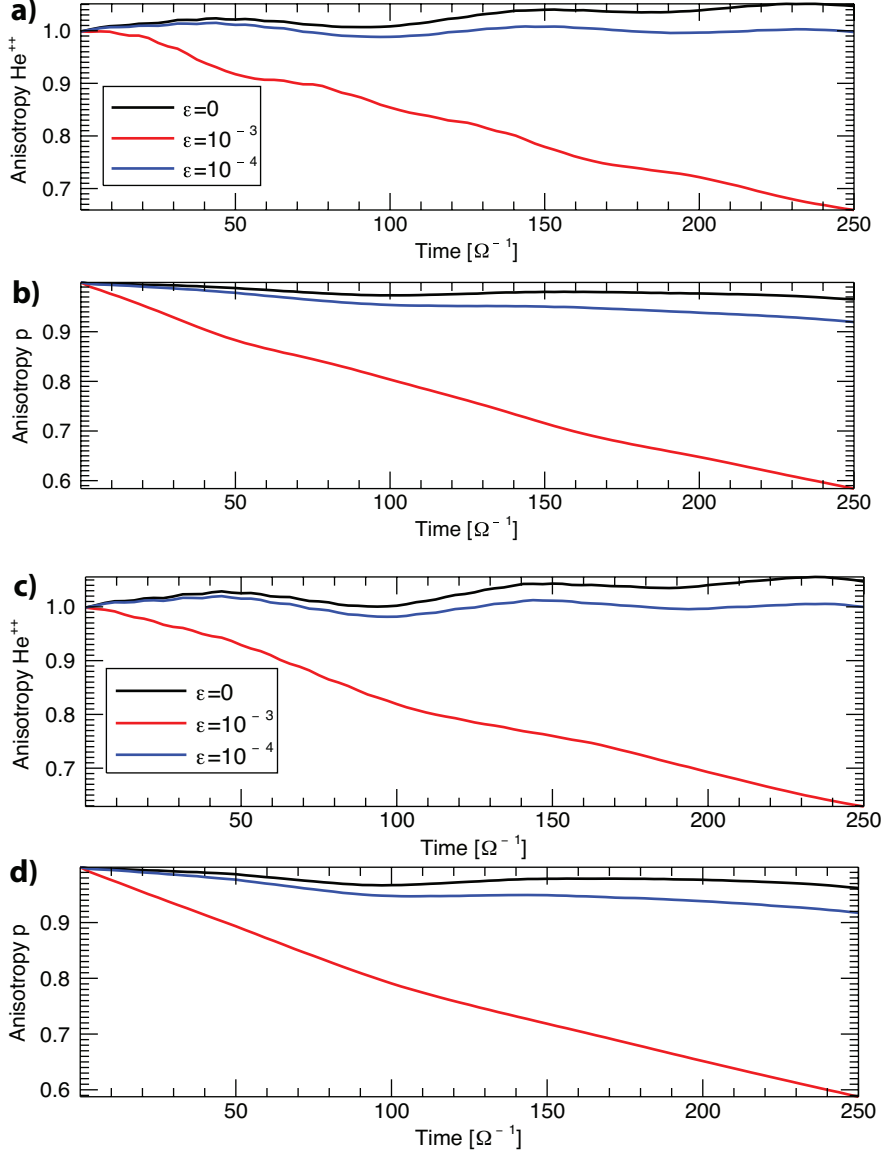 a)
Anisotropy He⁺⁺
1.0
0.9
0.8
0.7
ε=0
ε=10⁻³
ε=10⁻⁴
50 100 150 200 250
Time [Ω⁻¹]
b)
Anisotropy p
0.9
0.8
0.7
0.6
50 100 150 200 250
Time [Ω⁻¹]
c)
Anisotropy He⁺⁺
1.0
0.9
0.8
0.7
ε=0
ε=10⁻³
ε=10⁻⁴
50 100 150 200 250
Time [Ω⁻¹]
d)
Anisotropy p
0.9
0.8
0.7
0.6
50 100 150 200 250
Time [Ω⁻¹]